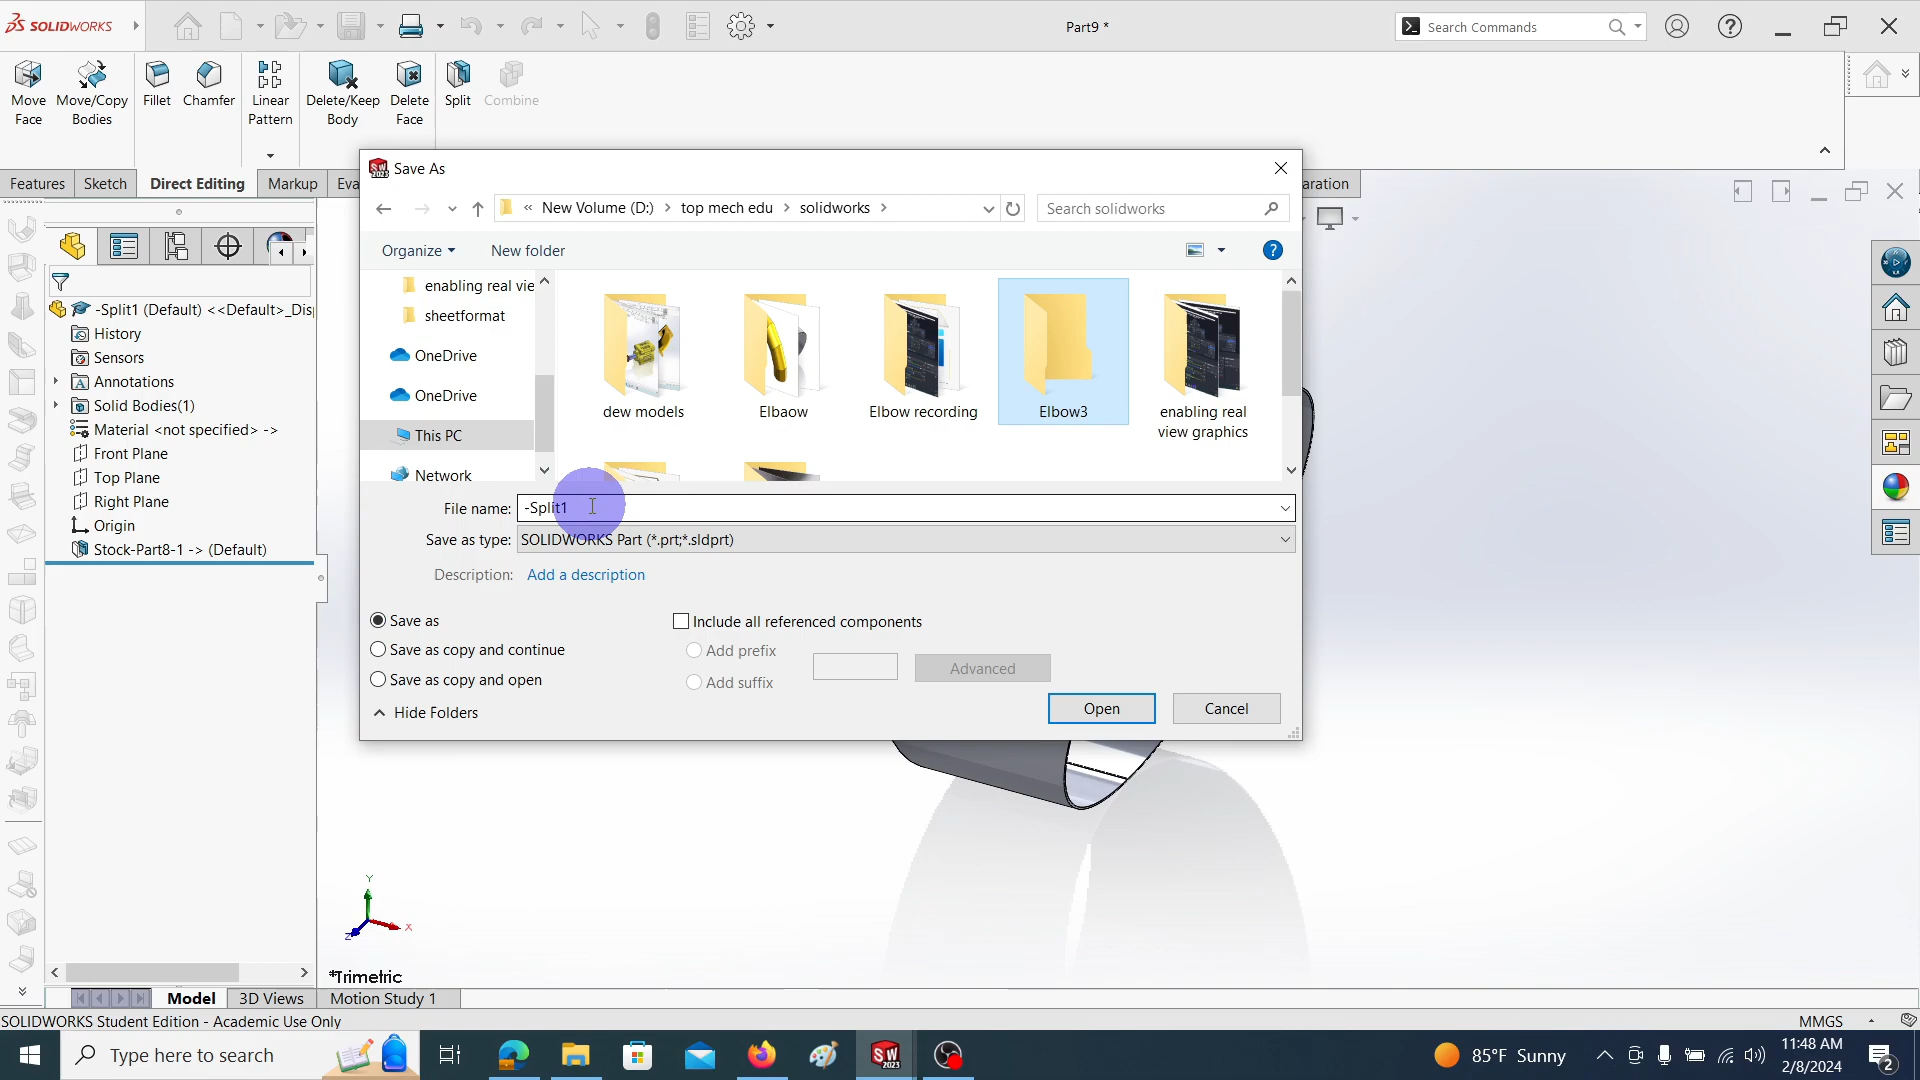 SOLIDWORKS
Part9 *
Search Commands
Move Face
Move/Copy Bodies
Fillet
Chamfer
Linear Pattern
Delete/Keep Body
Delete Face
Split
Combine
Features
Sketch
Direct Editing
Markup
Eva
aration
Save As
« New Volume (D:) > top mech edu > solidworks >
Search solidworks
Organize
New folder
enabling real vie
sheetformat
OneDrive
OneDrive
This PC
Network
dew models
Elbaow
Elbow recording
Elbow3
enabling real
view graphics
File name: -Split1
Save as type: SOLIDWORKS Part (*.prt;*.sldprt)
Description: Add a description
Save as
Save as copy and continue
Save as copy and open
Include all referenced components
Add prefix
Add suffix
Advanced
Hide Folders
Open
Cancel
-Split1 (Default) <<Default>_Dis
History
Sensors
Annotations
Solid Bodies(1)
Material <not specified> ->
Front Plane
Top Plane
Right Plane
Origin
Stock-Part8-1 -> (Default)
Y
X
Z
*Trimetric
Model
3D Views
Motion Study 1
SOLIDWORKS Student Edition - Academic Use Only
MMGS
Type here to search
SW
2023
85°F Sunny
11:48 AM
2/8/2024
2